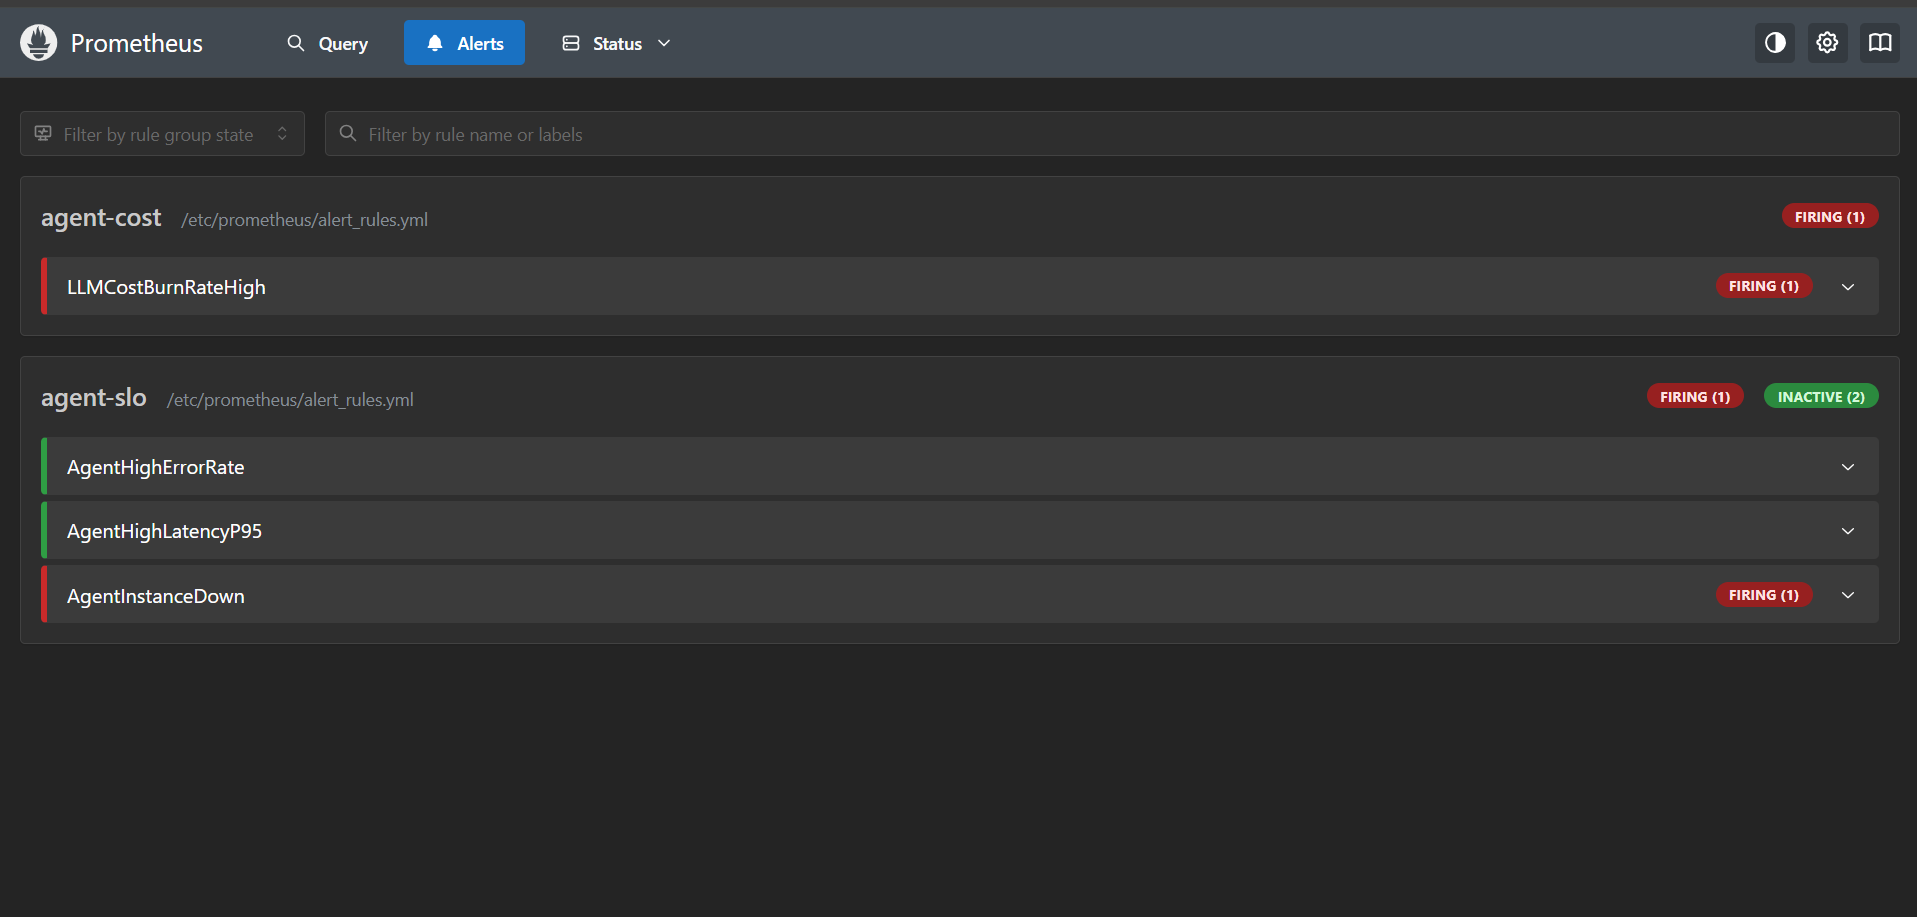 Prometheus Query Alerts Status
Filter by rule group state Filter by rule name or labels
agent-cost /etc/prometheus/alert_rules.yml FIRING (1)
LLMCostBurnRateHigh FIRING (1)
agent-slo /etc/prometheus/alert_rules.yml FIRING (1) INACTIVE (2)
AgentHighErrorRate
AgentHighLatencyP95
AgentInstanceDown FIRING (1)